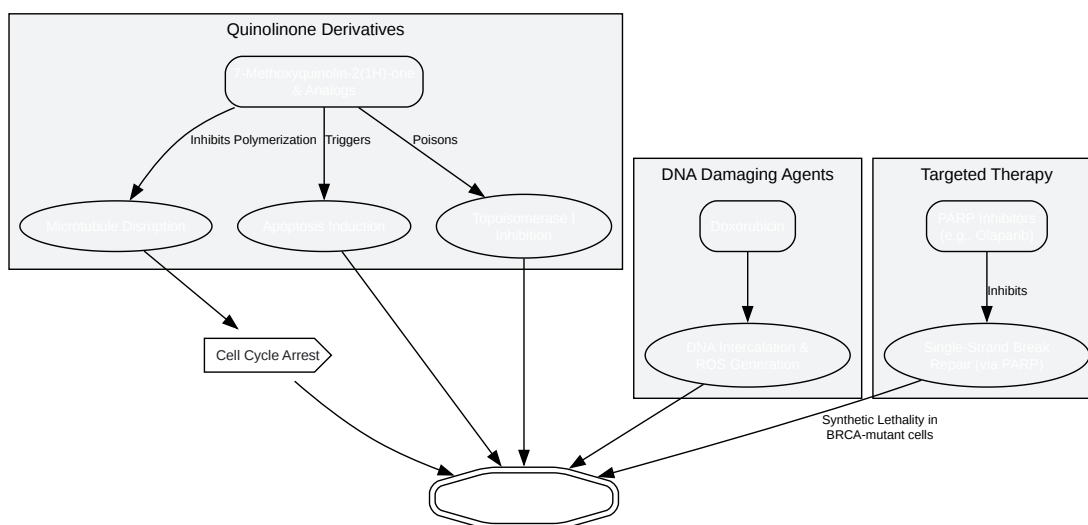 Quinolinone Derivatives
7-Methoxyquinolin-2(1H)-one
& Analogs
Inhibits Polymerization
Triggers
Poisons
DNA Damaging Agents
Targeted Therapy
Microtubule Disruption
Apoptosis Induction
Topoisomerase I
Inhibition
Doxorubicin
PARP Inhibitors
(e.g., Olaparib)
Inhibits
Cell Cycle Arrest
DNA Intercalation &
ROS Generation
Single-Strand Break
Repair (via PARP)
Synthetic Lethality in
BRCA-mutant cells